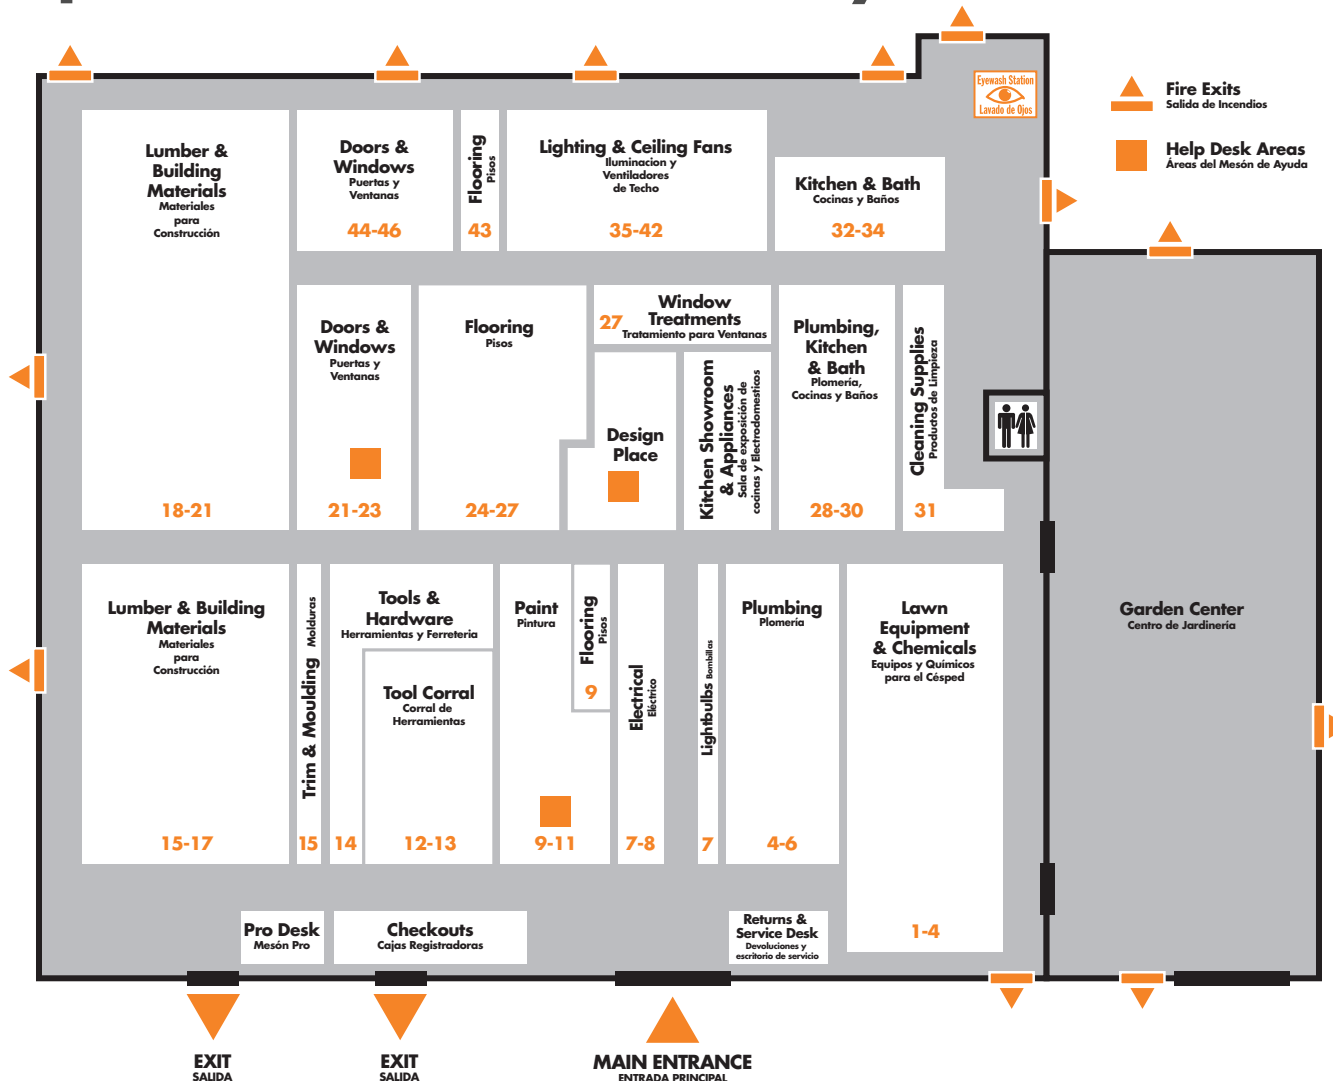 Eyewash Station
Lavado de Ojos
Fire Exits
Salida de Incendios
Help Desk Areas
Áreas del Mesón de Ayuda
Lumber &
Building
Materials
Materiales
para
Construcción
18-21
Doors &
Windows
Puertas y
Ventanas
44-46
Flooring
Pisos
43
Lighting & Ceiling Fans
Iluminacion y
Ventiladores
de Techo
35-42
Kitchen & Bath
Cocinas y Baños
32-34
Doors &
Windows
Puertas y
Ventanas
21-23
Flooring
Pisos
24-27
27
Window
Treatments
Tratamiento para Ventanas
Design
Place
Kitchen Showroom
& Appliances
Sala de exposición de
cocinas y Electrodomesticos
Plumbing,
Kitchen
& Bath
Plomería,
Cocinas y Baños
28-30
Cleaning Supplies
Productos de Limpieza
31
Lumber & Building
Materials
Materiales
para
Construcción
15-17
Trim & Moulding Molduras
15
Tools &
Hardware
Herramientas y Ferreteria
14
Tool Corral
Corral de
Herramientas
12-13
Paint
Pintura
9-11
Flooring
Pisos
9
Electrical
Eléctrico
7-8
Lightbulbs Bombillas
7
Plumbing
Plomería
4-6
Lawn
Equipment
& Chemicals
Equipos y Químicos
para el Césped
1-4
Garden Center
Centro de Jardinería
Pro Desk
Mesón Pro
Checkouts
Cajas Registradoras
Returns &
Service Desk
Devoluciones y
escritorio de servicio
EXIT
SALIDA
EXIT
SALIDA
MAIN ENTRANCE
ENTRADA PRINCIPAL